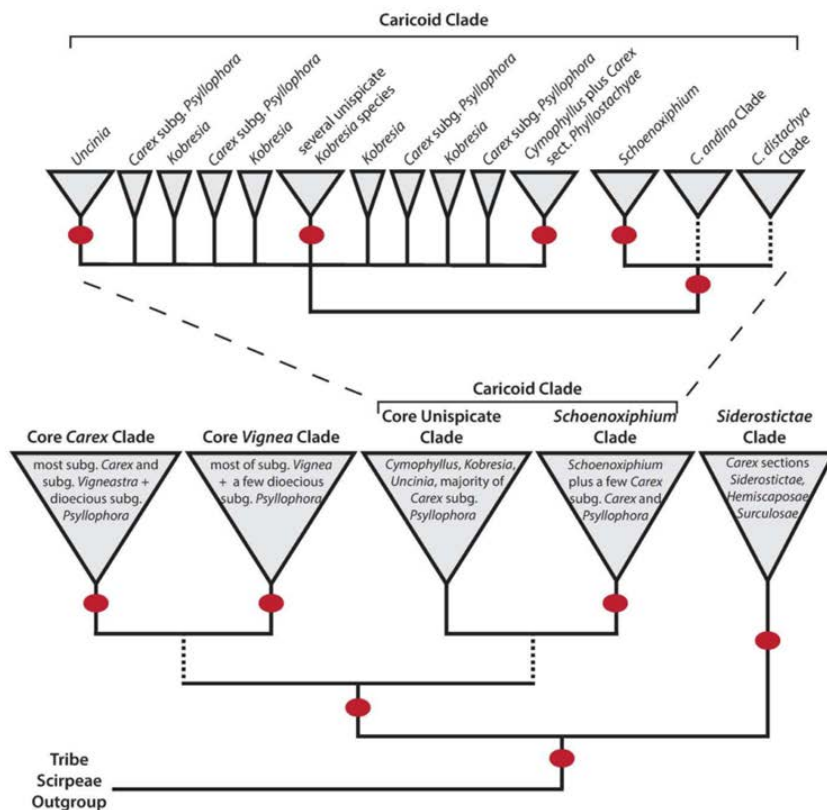 Caricoid Clade
Uncinia
Carex subg. Psyllophora
Kobresia
Carex subg. Psyllophora
Kobresia
several unispicate
Kobresia species
Kobresia
Carex subg. Psyllophora
Kobresia
Carex subg. Psyllophora
Cymophyllus plus Carex
sect. Phyllostachyae
Schoenoxiphium
C. andina Clade
C. distachya
Clade
Caricoid Clade
Core Carex Clade
Core Vignea Clade
Core Unispicate
Clade
Schoenoxiphium
Clade
Siderostictae
Clade
most subg. Carex and
subg. Vigneastra +
dioecious subg.
Psyllophora
most of subg. Vignea
+ a few dioecious
subg. Psyllophora
Cymophyllus, Kobresia,
Uncinia, majority of
Carex subg.
Psyllophora
Schoenoxiphium
plus a few Carex
subg. Carex and
Psyllophora
Carex sections
Siderostictae,
Hemiscaposae
Surculosae
Tribe
Scirpeae
Outgroup